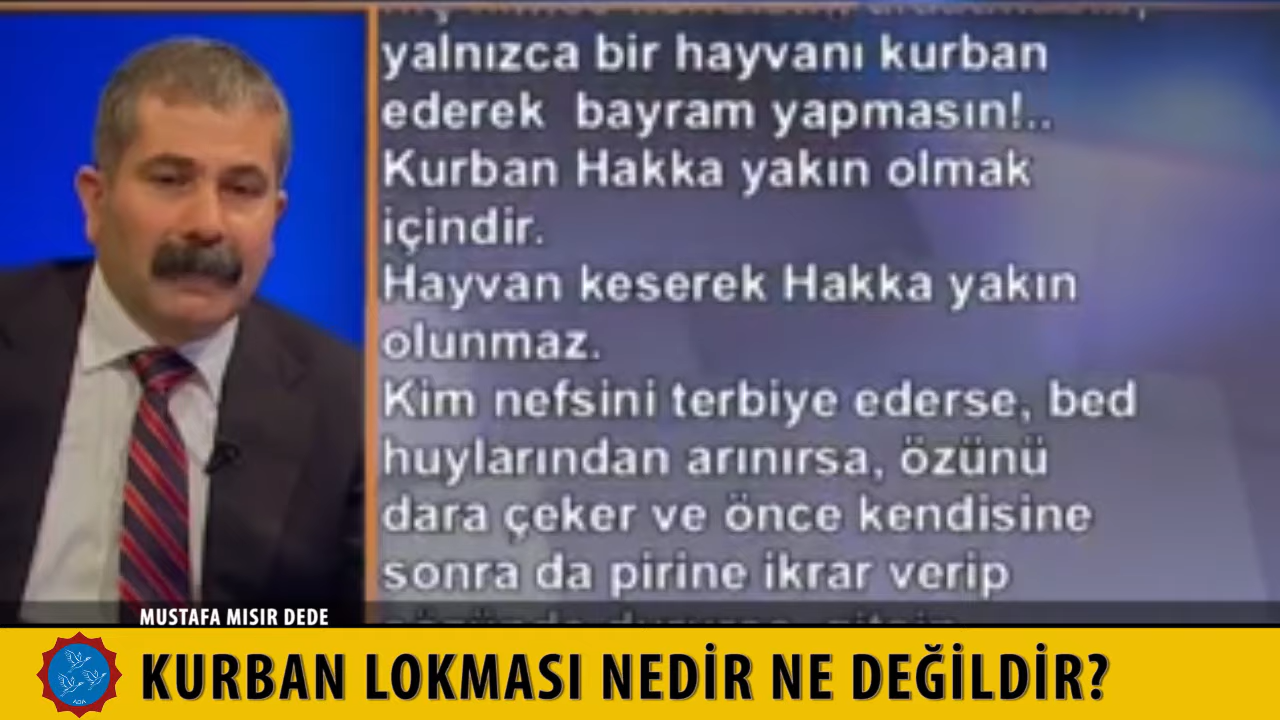 yalnızca bir hayvanı kurban
ederek bayram yapmasın!..
Kurban Hakka yakın olmak
içindir.
Hayvan keserek Hakka yakın
olunmaz.
Kim nefsini terbiye ederse, bed
huylarından arınırsa, özünü
dara çeker ve önce kendisine
sonra da pirine ikrar verip
MUSTAFA MISIR DEDE
KURBAN LOKMASI NEDİR NE DEĞİLDİR?